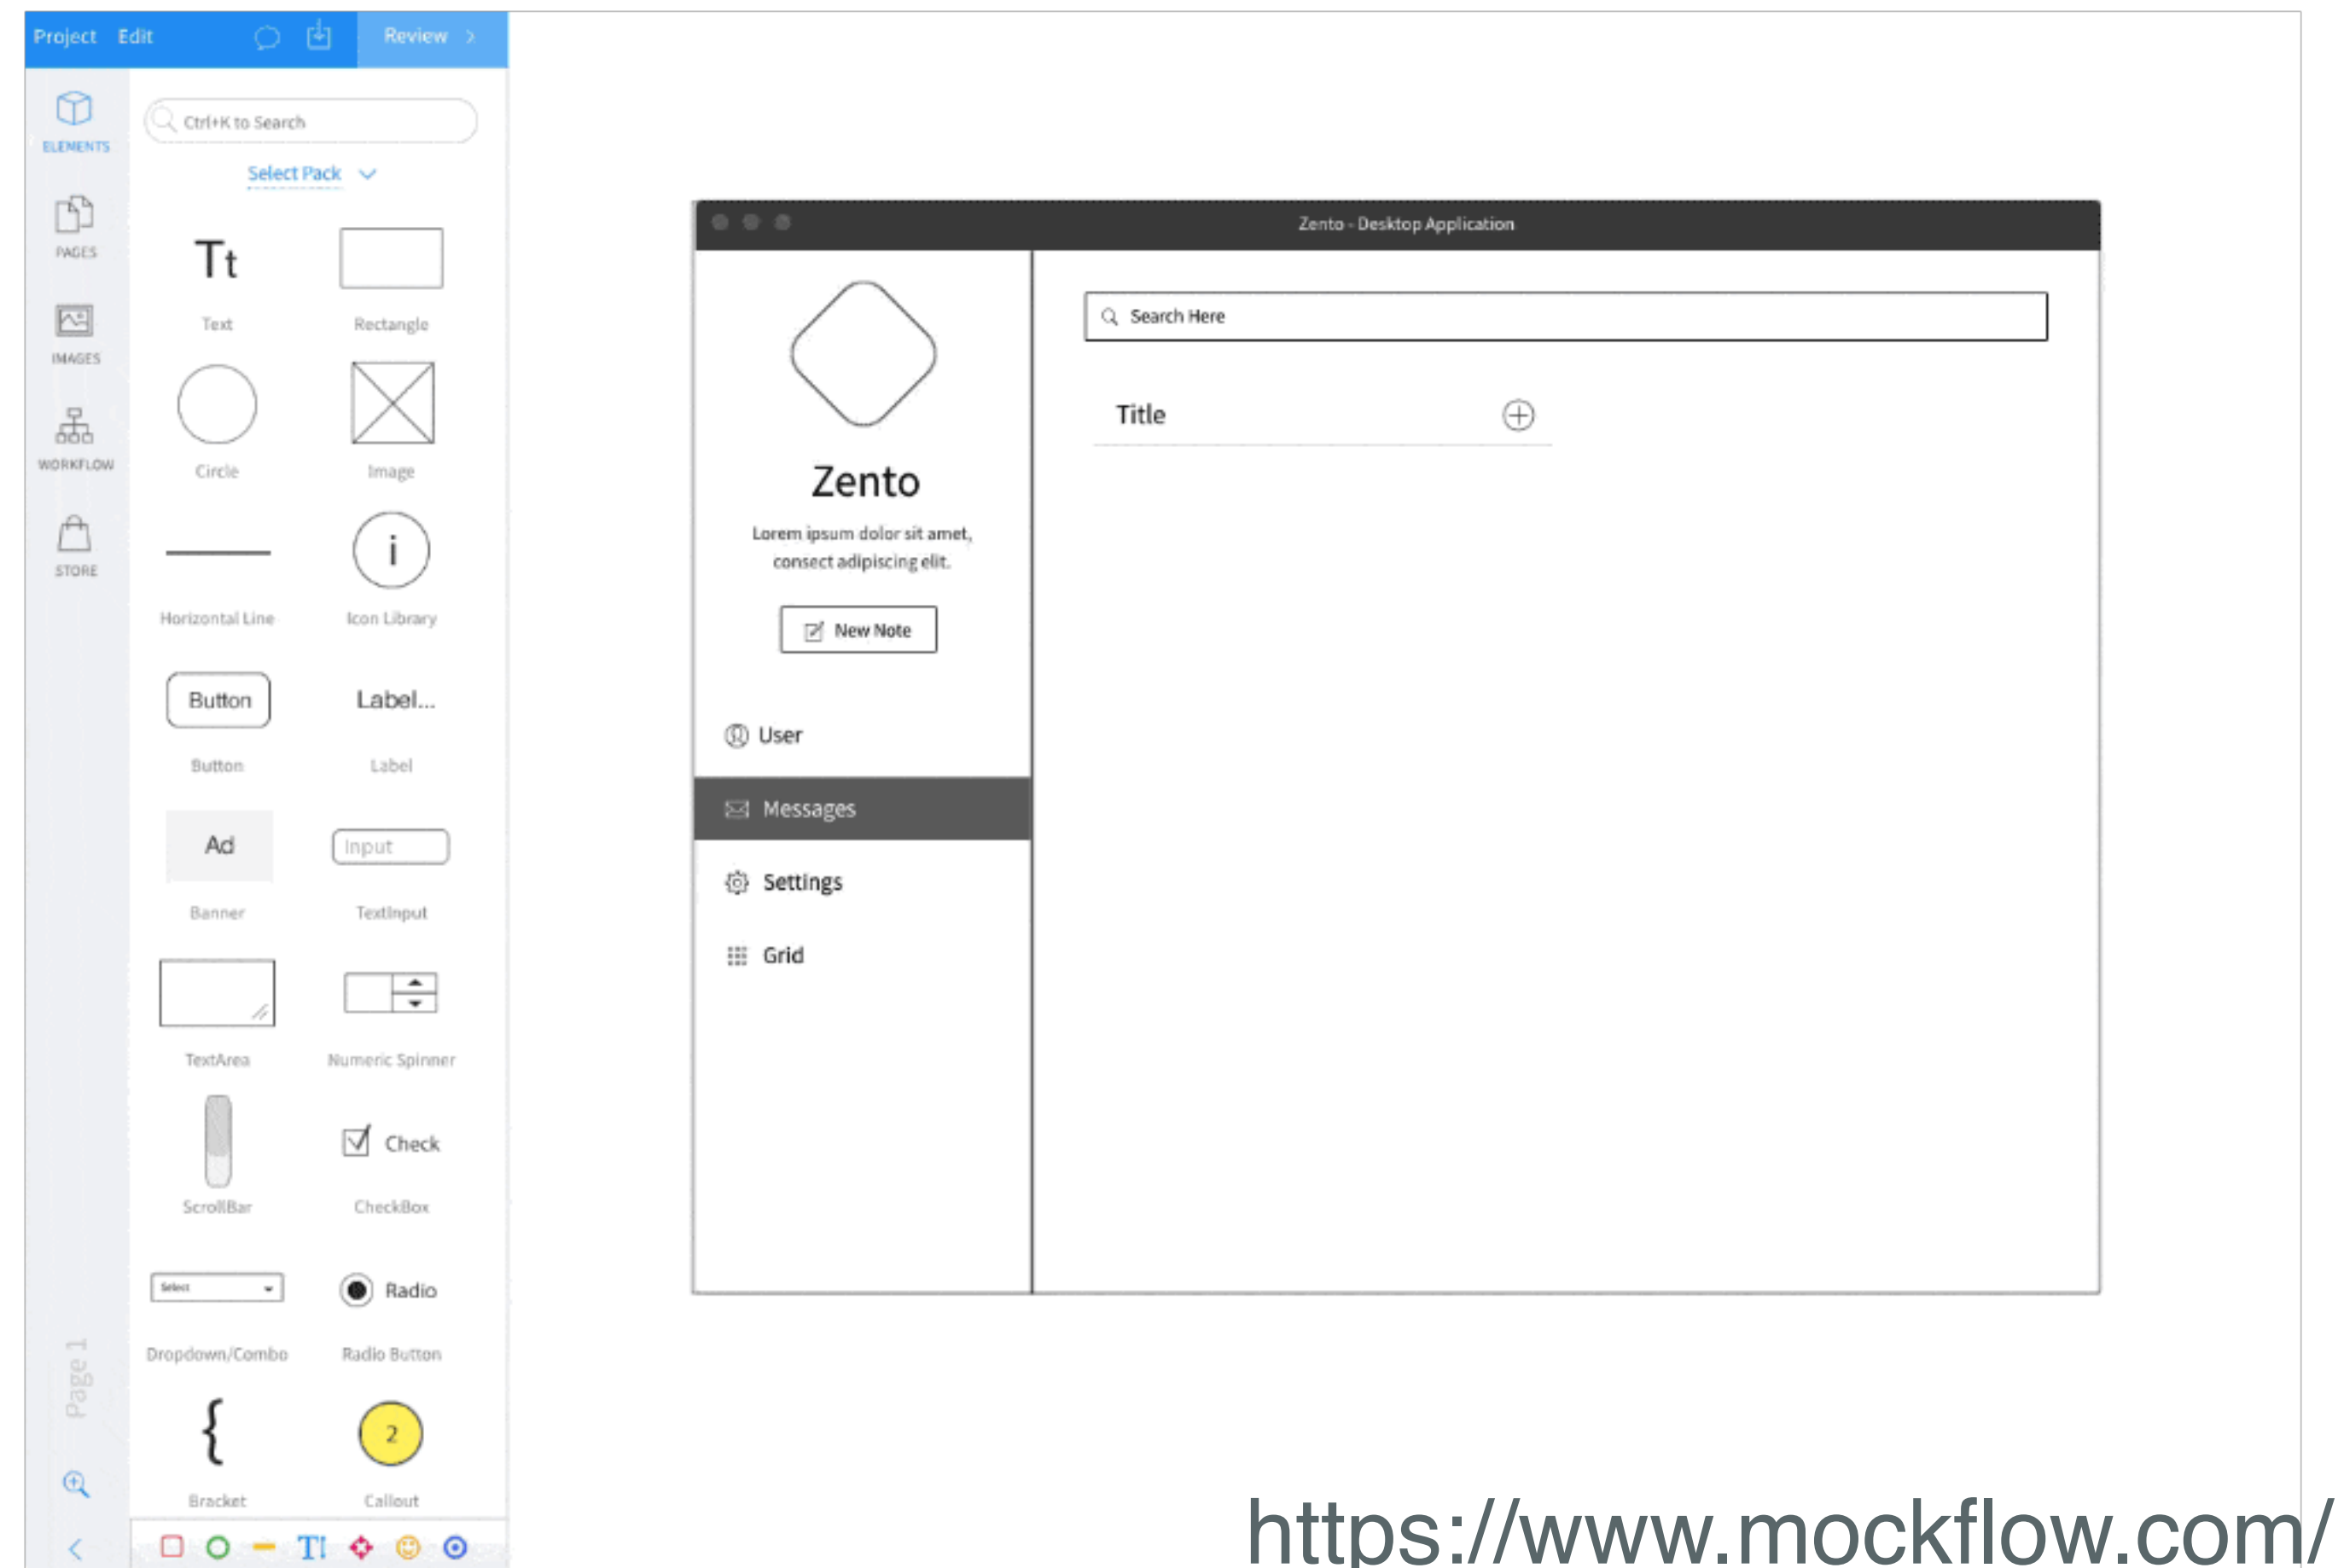 Project Edit Review >
ELEMENTS
PAGES
IMAGES
WORKFLOW
STORE
Page 1
Ctrl+K to Search
Select Pack
Tt
Text Rectangle
Circle Image
i
Horizontal Line Icon Library
Button Label...
Button Label
Ad Input
Banner TextInput
TextArea Numeric Spinner
Check
ScrollBar CheckBox
Select Radio
Dropdown/Combo Radio Button
{ 2
Bracket Callout
T
Zento - Desktop Application
Zento
Lorem ipsum dolor sit amet,
consect adipiscing elit.
New Note
User
Messages
Settings
Grid
Search Here
Title
https://www.mockflow.com/